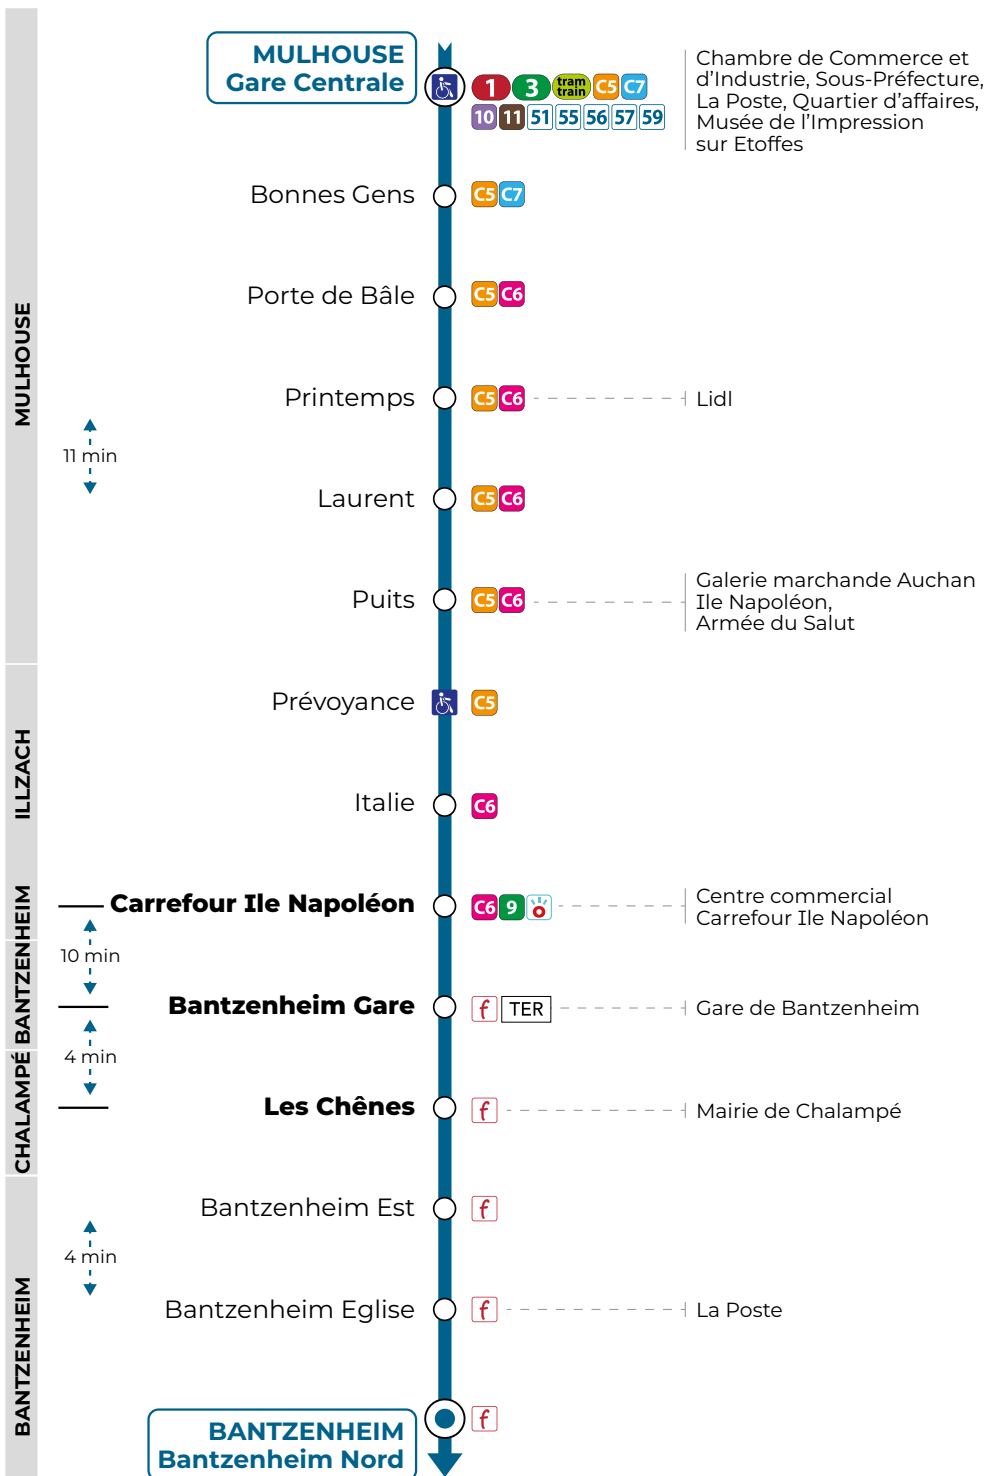 MULHOUSE
Gare Centrale
1 3 tram train C5 C7
10 11 51 55 56 57 59
Chambre de Commerce et
d'Industrie, Sous-Préfecture,
La Poste, Quartier d'affaires,
Musée de l'Impression
sur Etoffes
Bonnes Gens
C5 C7
Porte de Bâle
C5 C6
MULHOUSE
Printemps
C5 C6
Lidl
11 min
Laurent
C5 C6
Puits
C5 C6
Galerie marchande Auchan
Ile Napoléon,
Armée du Salut
Prévoyance
C5
ILLZACH
Italie
C6
Carrefour Ile Napoléon
C6 9
Centre commercial
Carrefour Ile Napoléon
10 min
BANTZENHEIM
Bantzenheim Gare
f TER
Gare de Bantzenheim
4 min
CHALAMPÉ
Les Chênes
f
Mairie de Chalampé
Bantzenheim Est
f
4 min
Bantzenheim Eglise
f
La Poste
BANTZENHEIM
BANTZENHEIM
Bantzenheim Nord
f